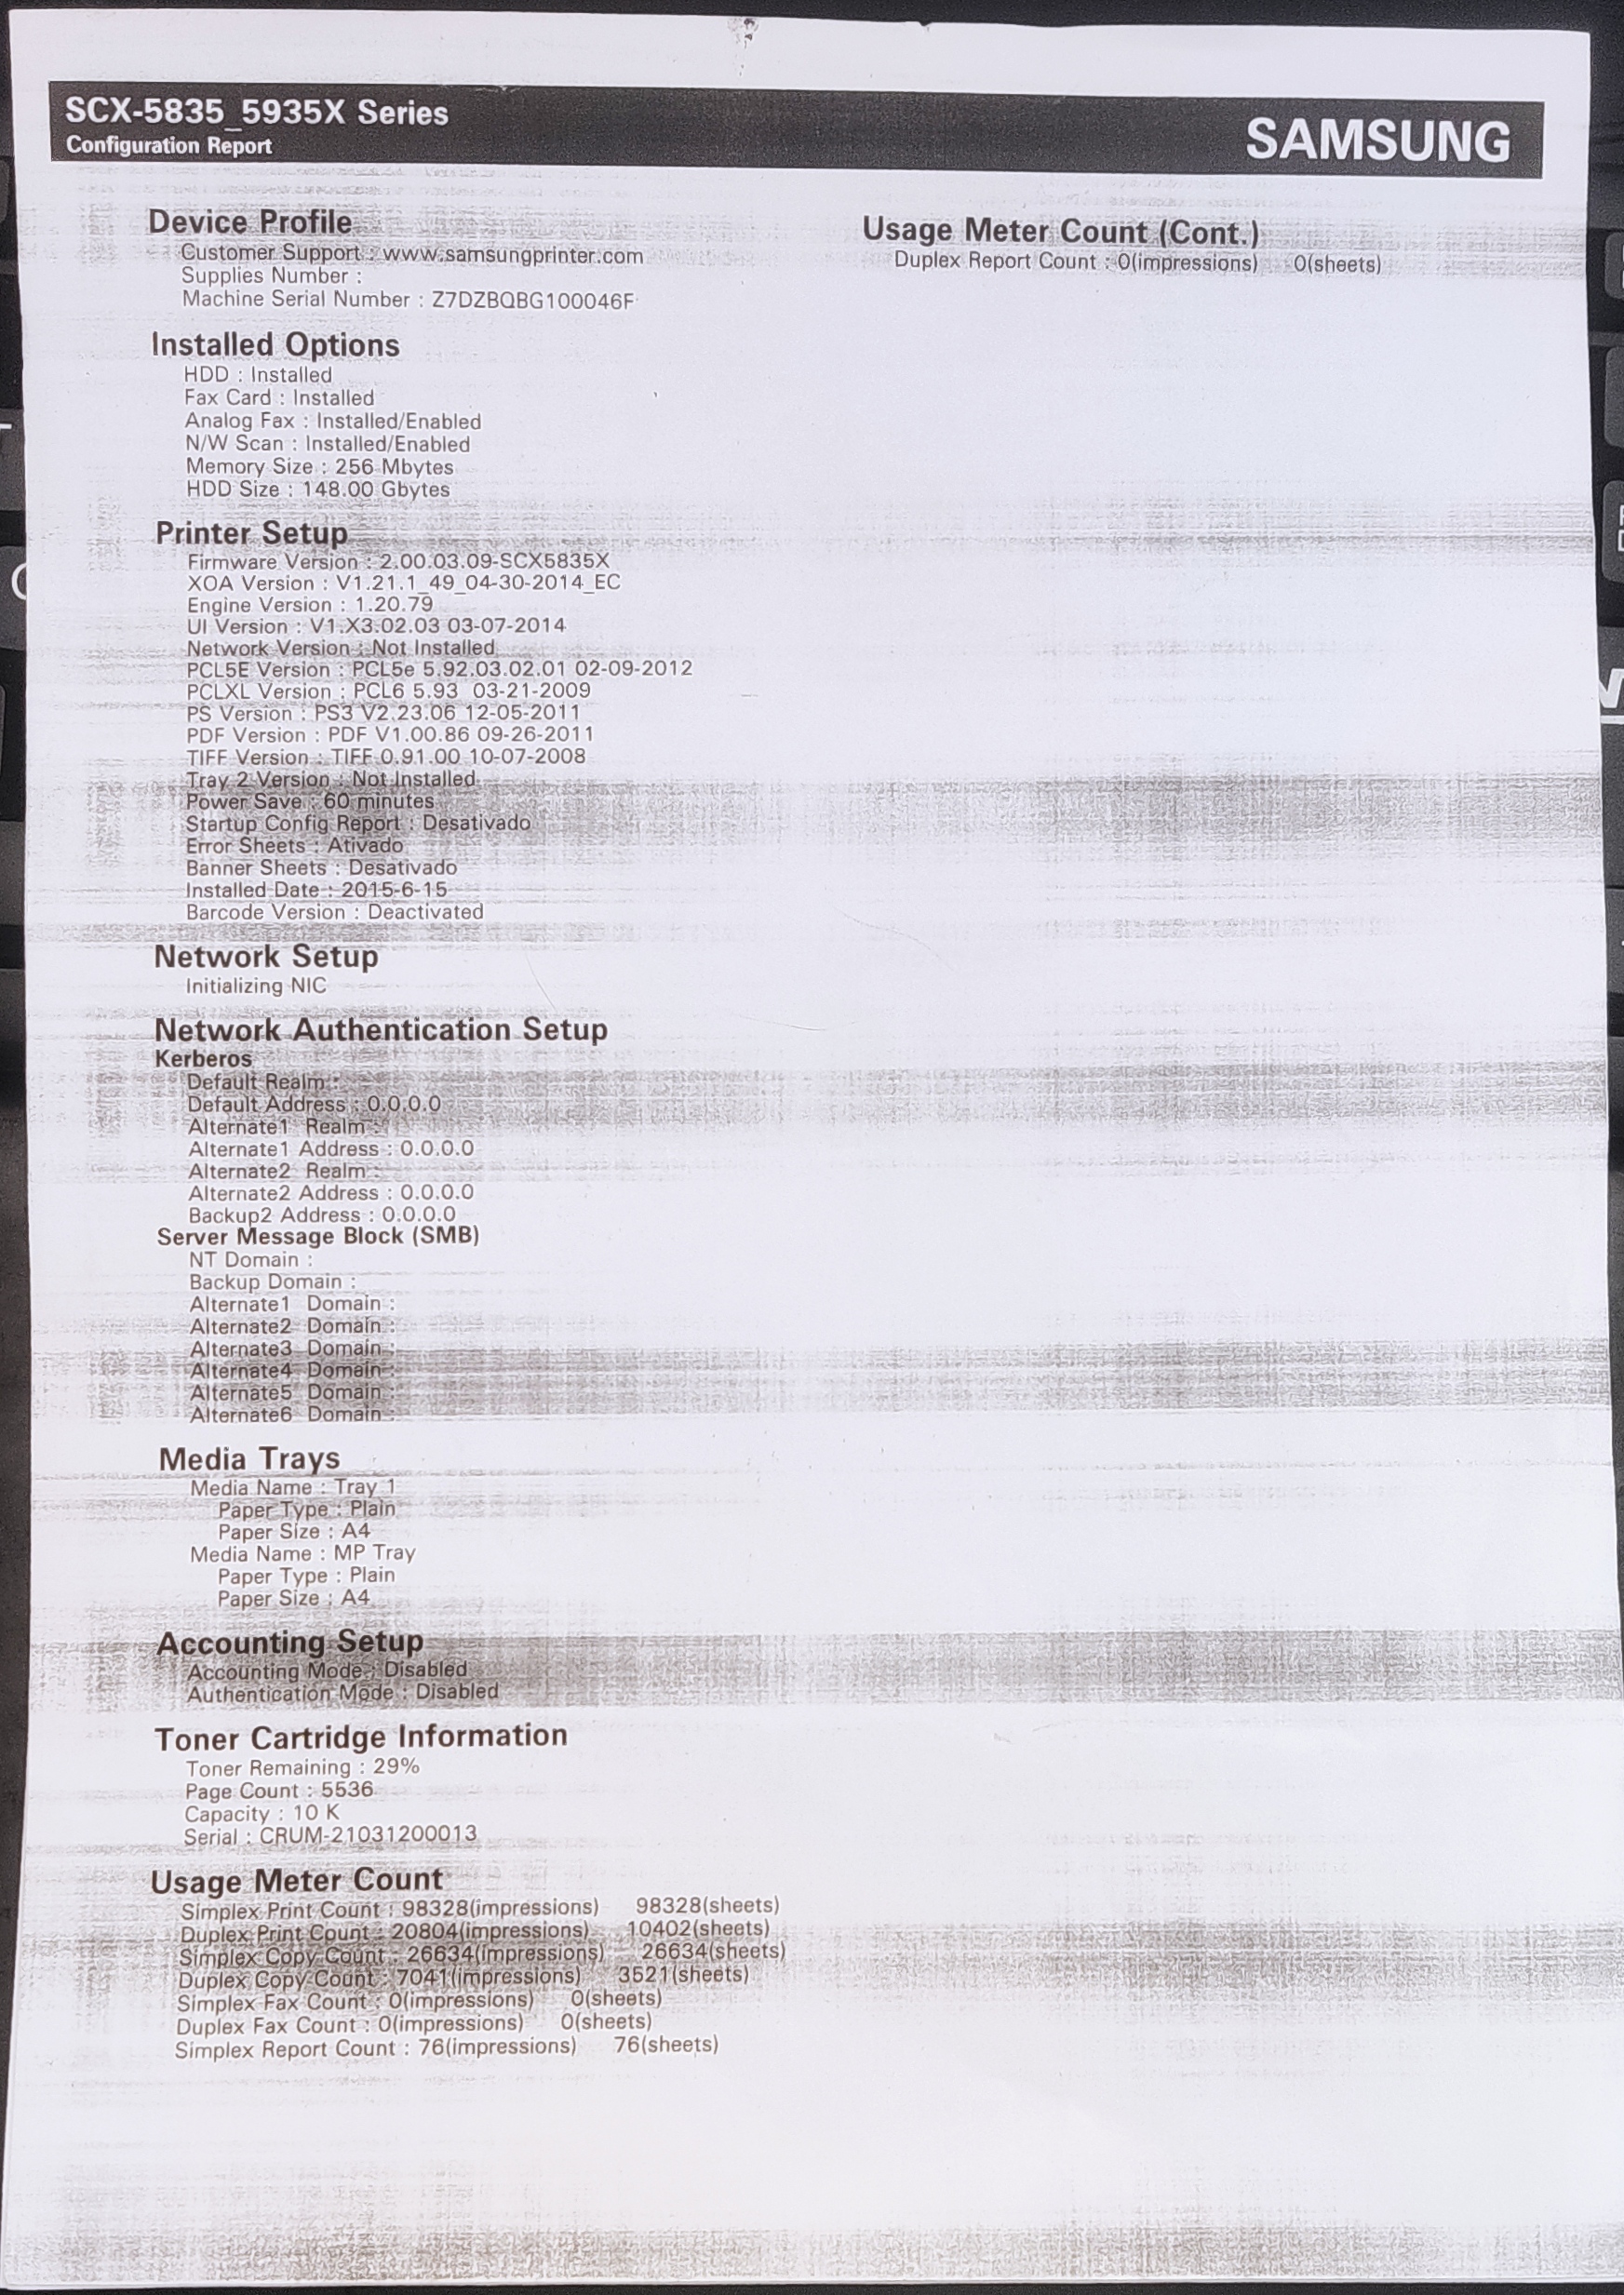 SCX-5835_5935X Series
Configuration Report
SAMSUNG
Device Profile
Customer Support : www.samsungprinter.com
Supplies Number :
Machine Serial Number : Z7DZBQBG100046F
Installed Options
HDD : Installed
Fax Card : Installed
Analog Fax : Installed/Enabled
N/W Scan : Installed/Enabled
Memory Size : 256 Mbytes
HDD Size : 148.00 Gbytes
Printer Setup
Firmware Version : 2.00.03.09-SCX5835X
XOA Version : V1.21.1_49_04-30-2014_EC
Engine Version : 1.20.79
UI Version : V1.X3.02.03 03-07-2014
Network Version : Not Installed
PCL5E Version : PCL5e 5.92.03.02.01 02-09-2012
PCLXL Version : PCL6 5.93  03-21-2009
PS Version : PS3 V2.23.06 12-05-2011
PDF Version : PDF V1.00.86 09-26-2011
TIFF Version : TIFF 0.91.00 10-07-2008
Tray 2 Version : Not Installed
Power Save : 60 minutes
Startup Config Report : Desativado
Error Sheets : Ativado
Banner Sheets : Desativado
Installed Date : 2015-6-15
Barcode Version : Deactivated
Network Setup
Initializing NIC
Network Authentication Setup
Kerberos
Default Realm :
Default Address : 0.0.0.0
Alternate1  Realm :
Alternate1 Address : 0.0.0.0
Alternate2  Realm :
Alternate2 Address : 0.0.0.0
Backup2 Address : 0.0.0.0
Server Message Block (SMB)
NT Domain :
Backup Domain :
Alternate1  Domain :
Alternate2  Domain :
Alternate3  Domain :
Alternate4  Domain :
Alternate5  Domain :
Alternate6  Domain :
Media Trays
Media Name : Tray 1
Paper Type : Plain
Paper Size : A4
Media Name : MP Tray
Paper Type : Plain
Paper Size : A4
Accounting Setup
Accounting Mode : Disabled
Authentication Mode : Disabled
Toner Cartridge Information
Toner Remaining : 29%
Page Count : 5536
Capacity : 10 K
Serial : CRUM-21031200013
Usage Meter Count
Simplex Print Count : 98328(impressions) 98328(sheets)
Duplex Print Count : 20804(impressions) 10402(sheets)
Simplex Copy Count : 26634(impressions) 26634(sheets)
Duplex Copy Count : 7041(impressions) 3521(sheets)
Simplex Fax Count : 0(impressions) 0(sheets)
Duplex Fax Count : 0(impressions) 0(sheets)
Simplex Report Count : 76(impressions) 76(sheets)
Usage Meter Count (Cont.)
Duplex Report Count : 0(impressions) 0(sheets)